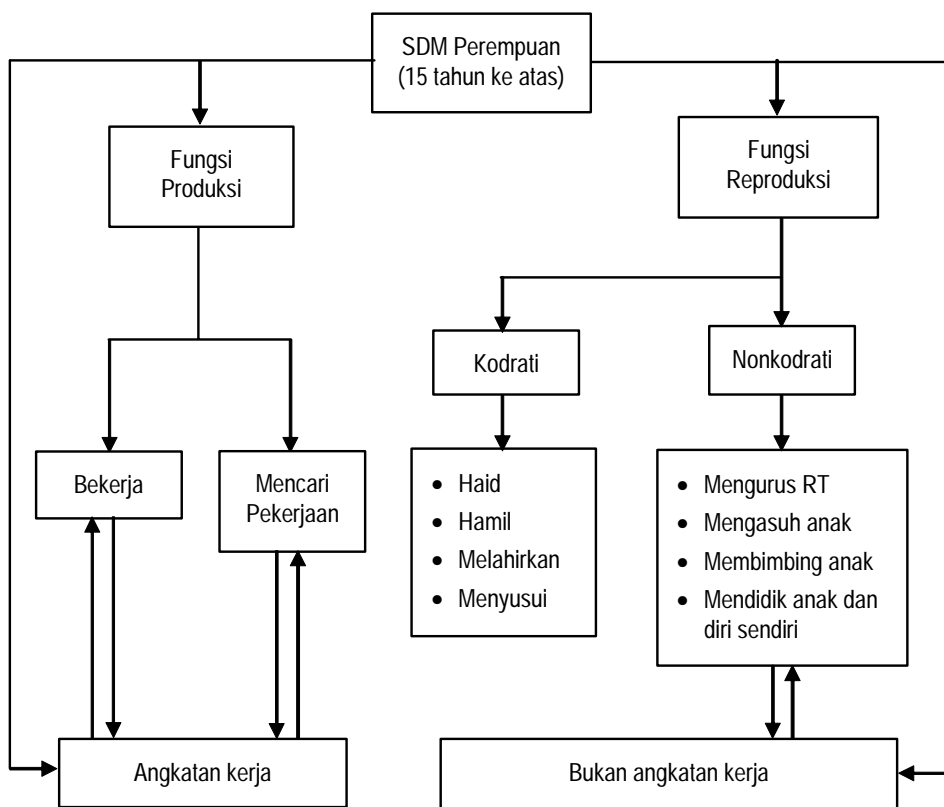 SDM Perempuan
(15 tahun ke atas)
Fungsi
Produksi
Fungsi
Reproduksi
Kodrati
Nonkodrati
Bekerja
Mencari
Pekerjaan
• Haid
• Hamil
• Melahirkan
• Menyusui
• Mengurus RT
• Mengasuh anak
• Membimbing anak
• Mendidik anak dan
diri sendiri
Angkatan kerja
Bukan angkatan kerja